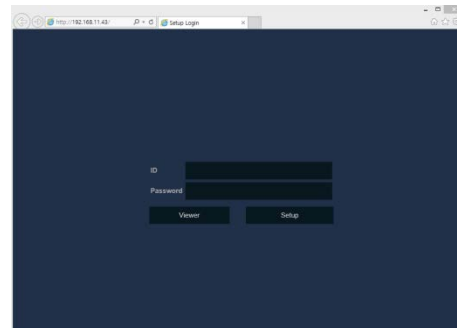 http://192.168.11.43/
Setup Login
ID
Password
Viewer
Setup